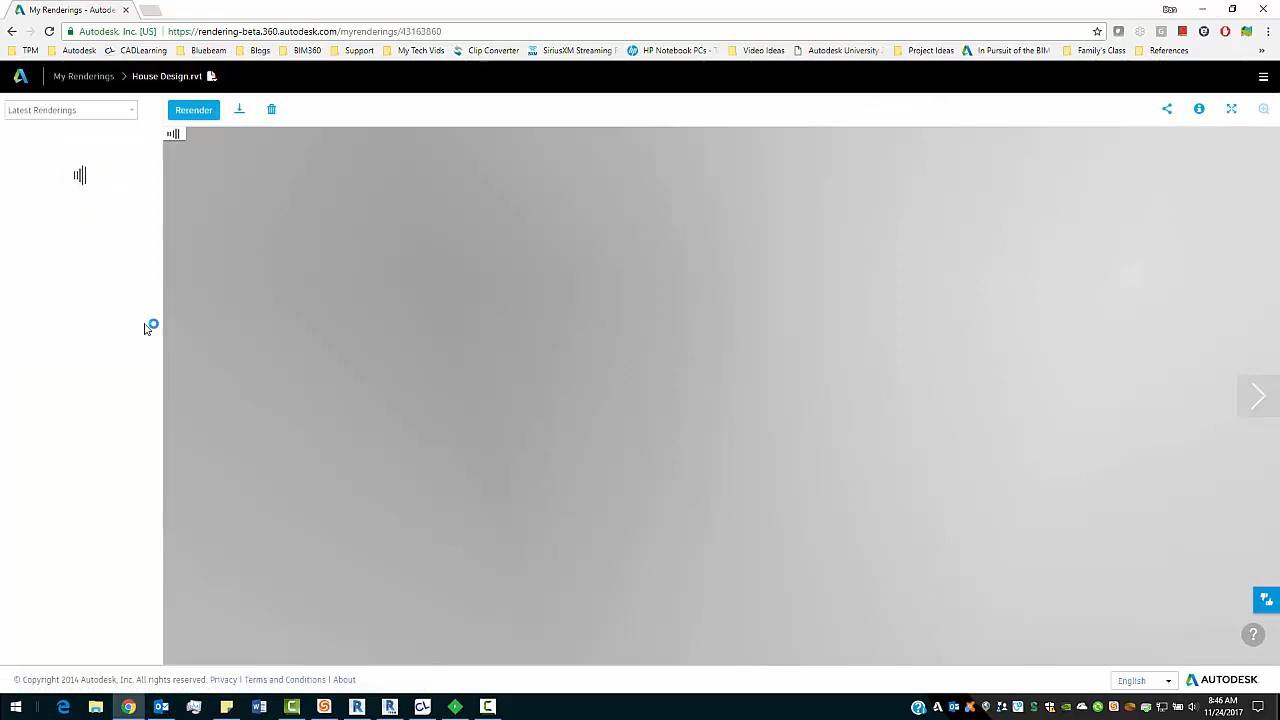 My Renderings - Autode
Ben
Autodesk, Inc. [US] | https://rendering-beta.360.autodesk.com/myrenderings/43163860
TPM Autodesk CADLearning Bluebeam Blogs BIM360 Support My Tech Vids Clip Converter SiriusXM Streaming R HP Notebook PCs - T Video Ideas Autodesk University Project Ideas In Pursuit of the BIM Family's Class References
My Renderings > House Design.rvt
Latest Renderings
Rerender
© Copyright 2014 Autodesk, Inc. All rights reserved. Privacy | Terms and Conditions | About
English
AUTODESK
8:46 AM
11/24/2017